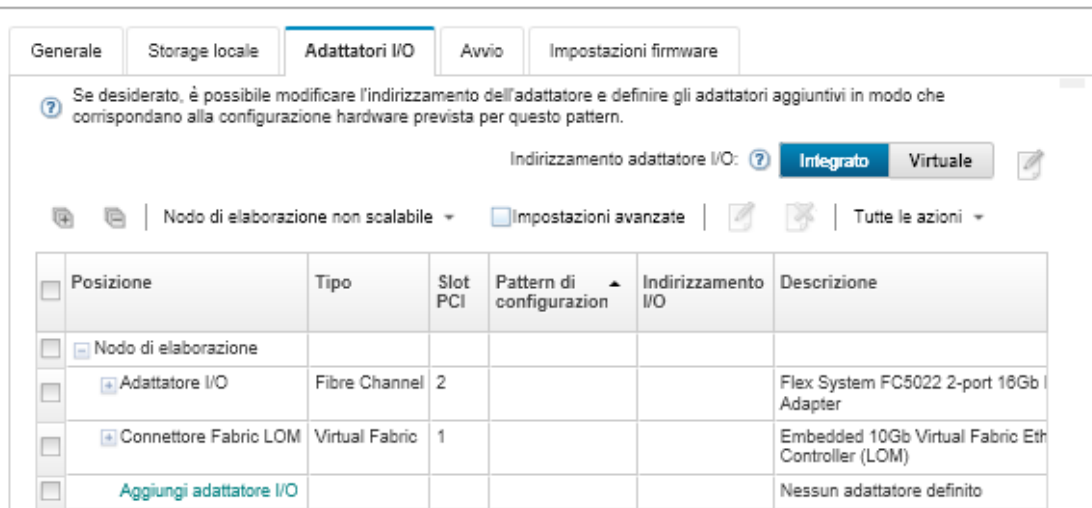 Generale Storage locale Adattatori I/O Avvio Impostazioni firmware
Se desiderato, è possibile modificare l'indirizzamento dell'adattatore e definire gli adattatori aggiuntivi in modo che
corrispondano alla configurazione hardware prevista per questo pattern.
Indirizzamento adattatore I/O: Integrato Virtuale
Nodo di elaborazione non scalabile Impostazioni avanzate Tutte le azioni
Posizione Tipo Slot Pattern di Indirizzamento Descrizione
PCI configurazion I/O
Nodo di elaborazione
Adattatore I/O Fibre Channel 2 Flex System FC5022 2-port 16Gb
Adapter
Connettore Fabric LOM Virtual Fabric 1 Embedded 10Gb Virtual Fabric Eth
Controller (LOM)
Aggiungi adattatore I/O Nessun adattatore definito